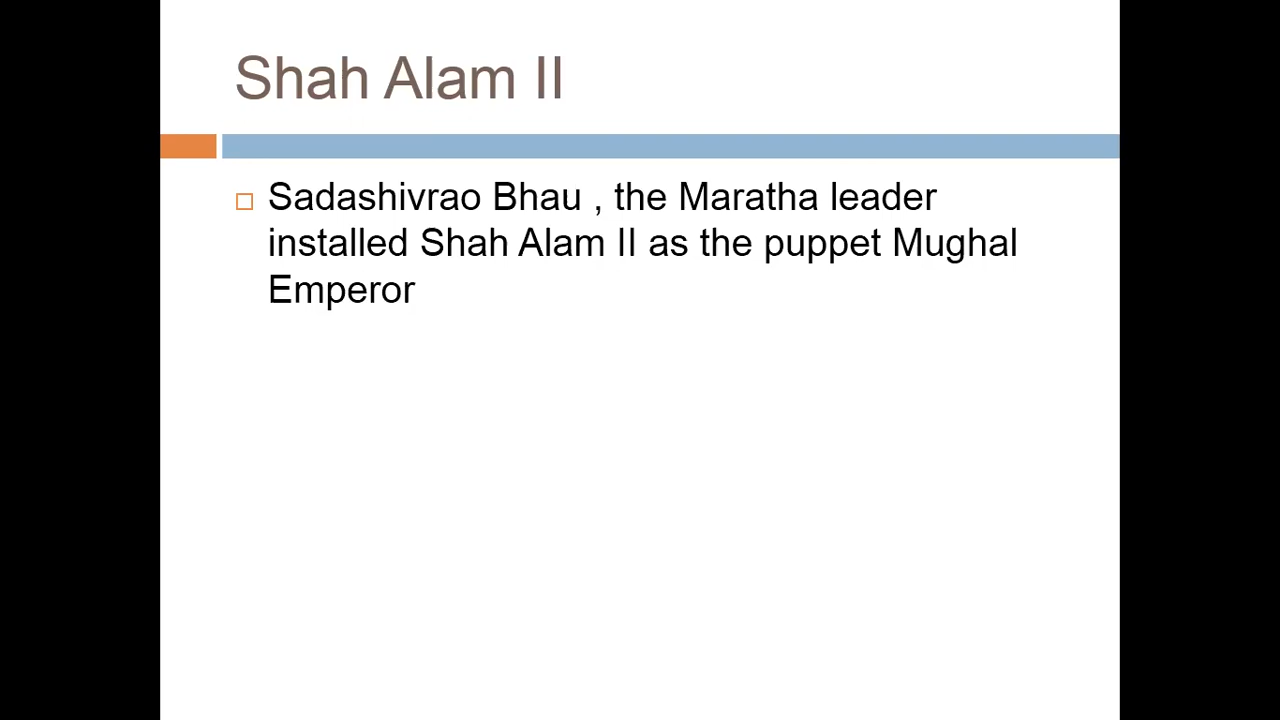 Shah Alam II
Sadashivrao Bhau , the Maratha leader
installed Shah Alam II as the puppet Mughal
Emperor